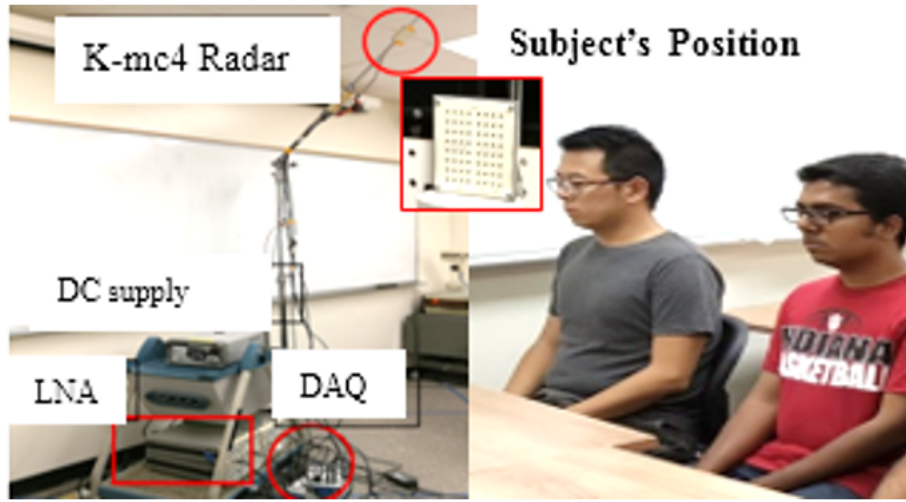 K-mc4 Radar
Subject's Position
DC supply
LNA
DAQ
INDIANA
BASKETBALL